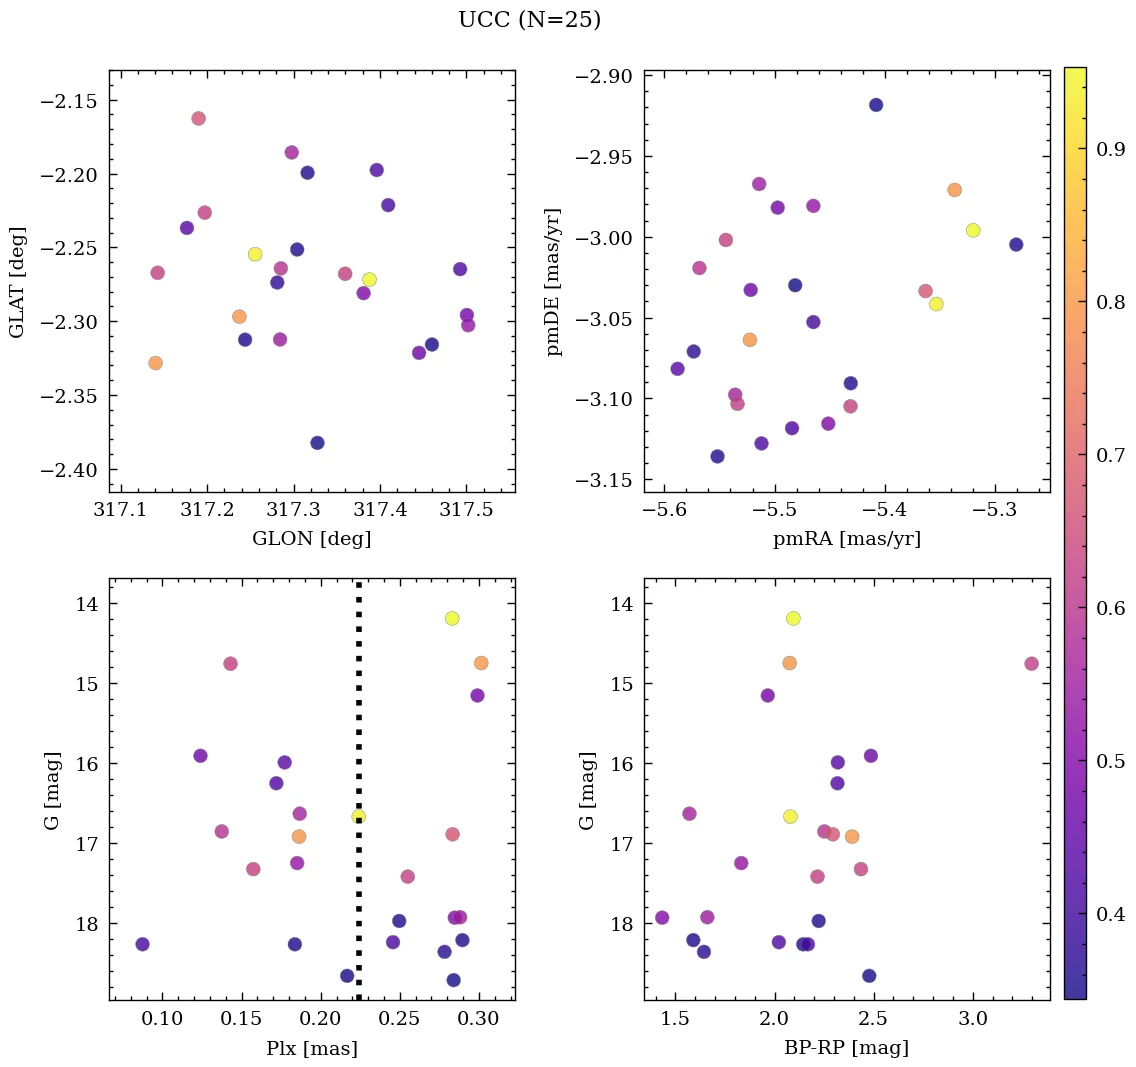 UCC (N=25)
−2.15
−2.20
−2.25
−2.30
−2.35
−2.40
GLAT [deg]
317.1 317.2 317.3 317.4 317.5
GLON [deg]
−2.90
−2.95
−3.00
−3.05
−3.10
−3.15
pmDE [mas/yr]
−5.6 −5.5 −5.4 −5.3
pmRA [mas/yr]
14
15
16
17
18
G [mag]
0.10 0.15 0.20 0.25 0.30
Plx [mas]
14
15
16
17
18
G [mag]
1.5 2.0 2.5 3.0
BP-RP [mag]
0.9
0.8
0.7
0.6
0.5
0.4